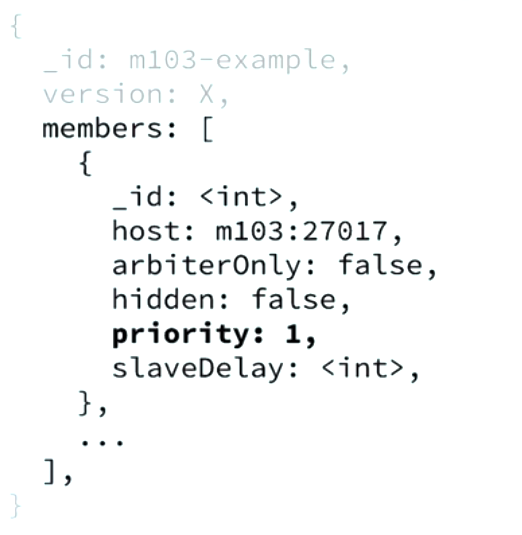 {
_id: m103-example,
version: X,
members: [
{
_id: <int>,
host: m103:27017,
arbiterOnly: false,
hidden: false,
priority: 1,
slaveDelay: <int>,
},
...
],
}